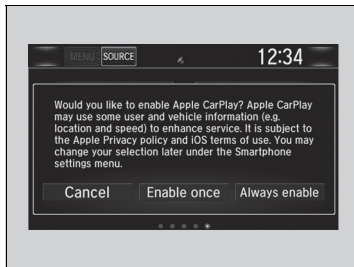 MENU SOURCE 12:34
Would you like to enable Apple CarPlay? Apple CarPlay
may use some user and vehicle information (e.g.
location and speed) to enhance service. It is subject to
the Apple Privacy policy and iOS terms of use. You may
change your selection later under the Smartphone
settings menu.
Cancel Enable once Always enable